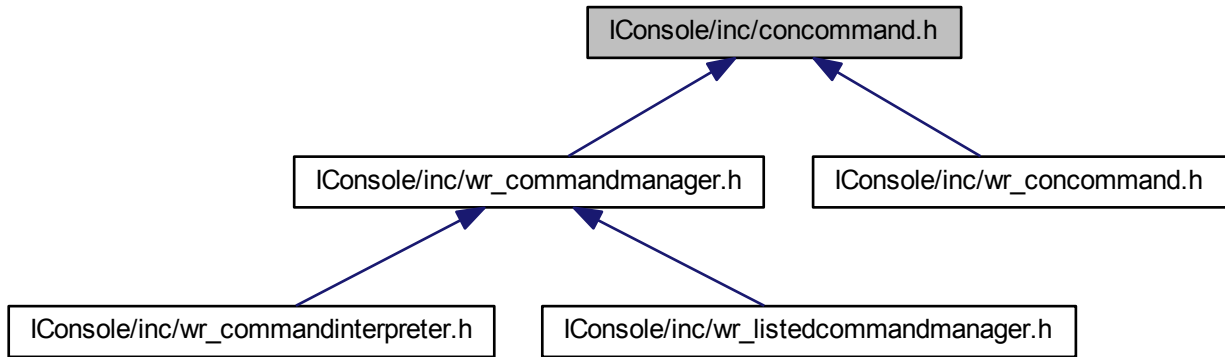 IConsole/inc/concommand.h
IConsole/inc/wr_commandmanager.h
IConsole/inc/wr_concommand.h
IConsole/inc/wr_commandinterpreter.h
IConsole/inc/wr_listedcommandmanager.h